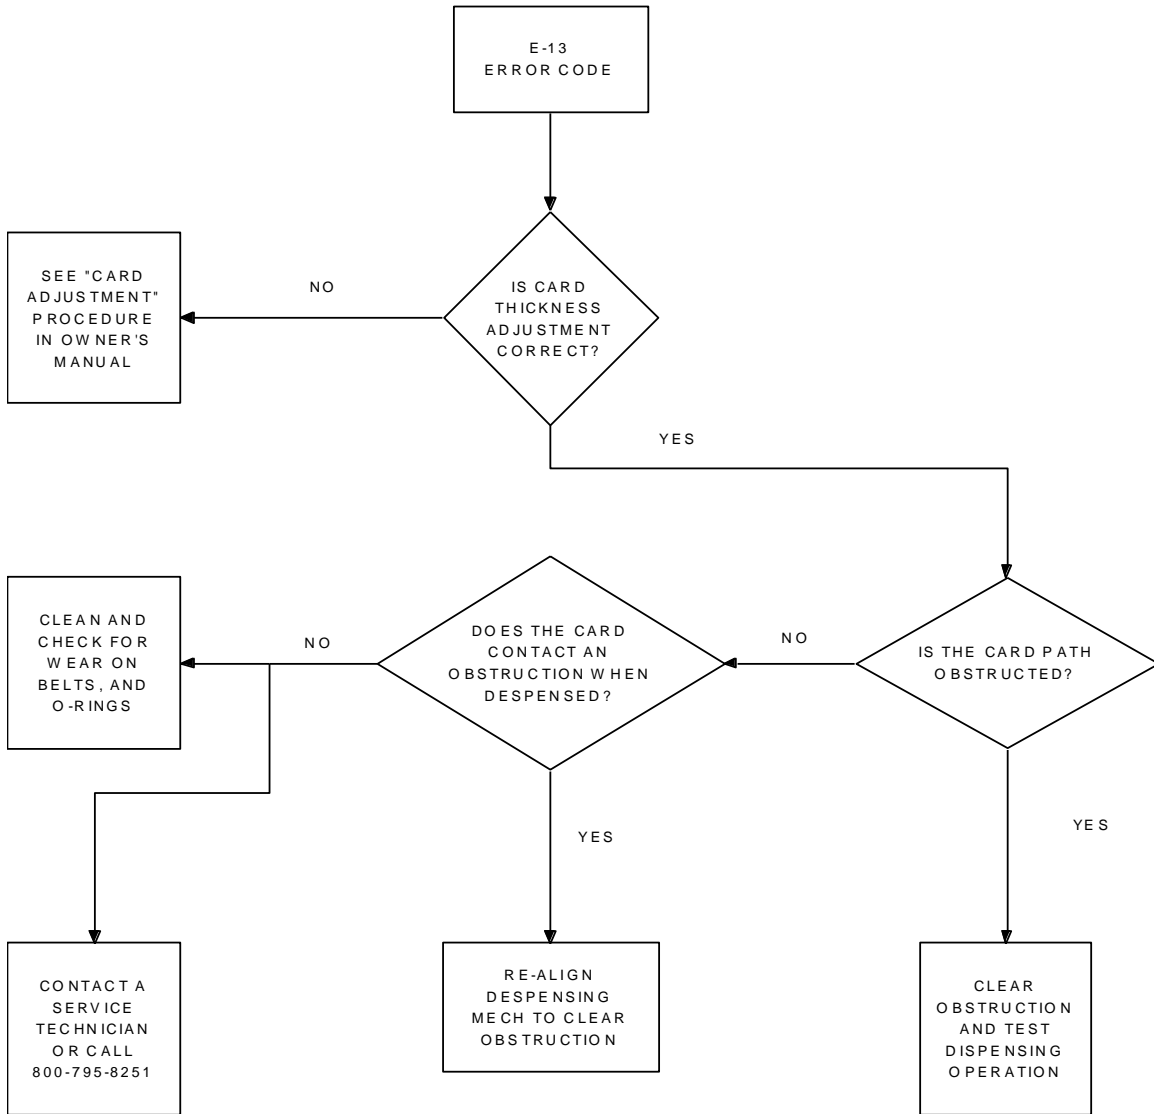 E-13
ERROR CODE
SEE "CARD
ADJUSTMENT"
PROCEDURE
IN OWNER'S
MANUAL
NO
IS CARD
THICKNESS
ADJUSTMENT
CORRECT?
YES
CLEAN AND
CHECK FOR
WEAR ON
BELTS, AND
O-RINGS
NO
DOES THE CARD
CONTACT AN
OBSTRUCTION WHEN
DESPENSED?
NO
IS THE CARD PATH
OBSTRUCTED?
YES
YES
CONTACT A
SERVICE
TECHNICIAN
OR CALL
800-795-8251
RE-ALIGN
DESPENSING
MECH TO CLEAR
OBSTRUCTION
CLEAR
OBSTRUCTION
AND TEST
DISPENSING
OPERATION